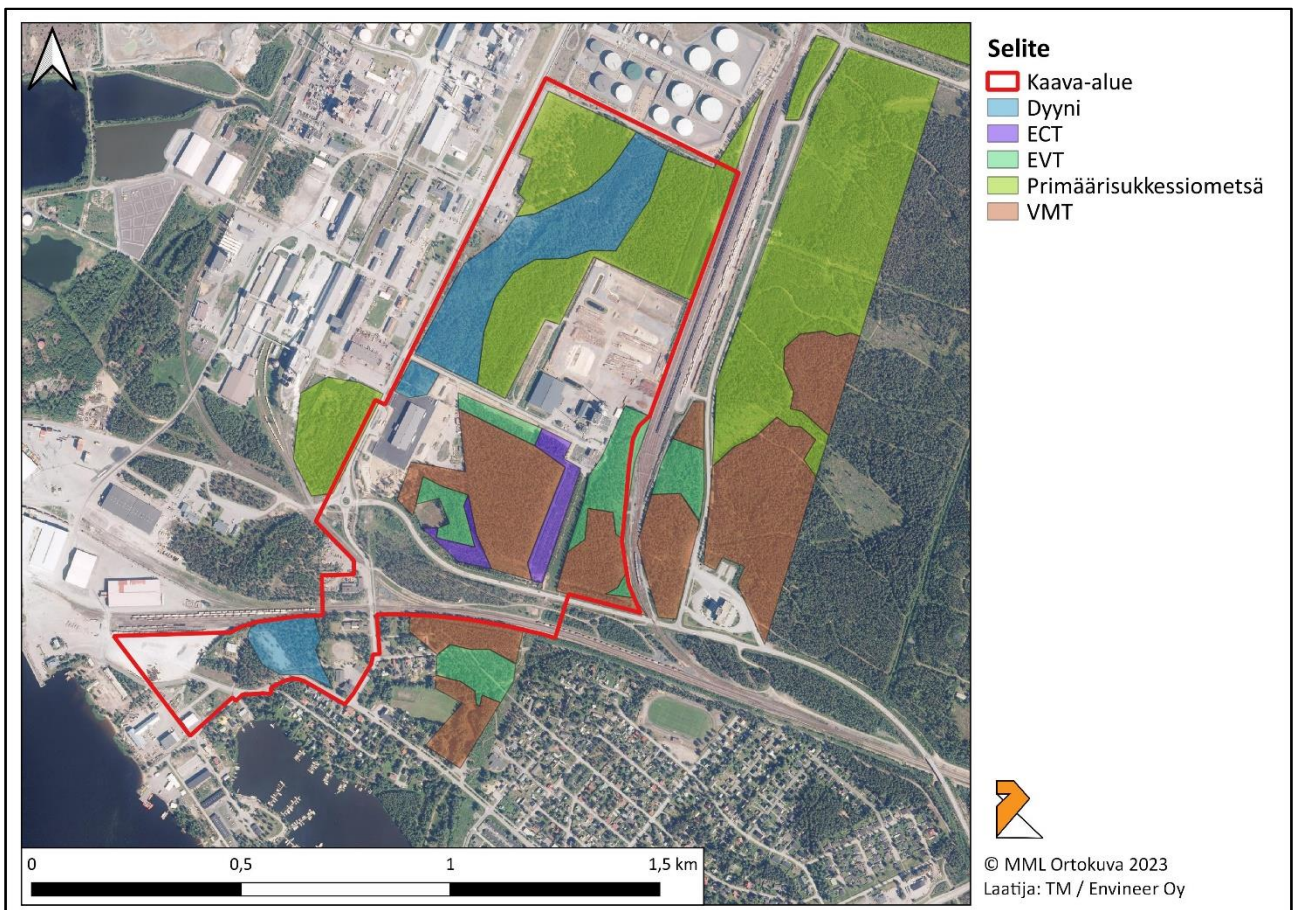 Selite
Kaava-alue
Dyyni
ECT
EVT
Primäärisukkessiometsä
VMT
0
0,5
1
1,5 km
© MML Ortokuva 2023
Laatija: TM / Envineer Oy